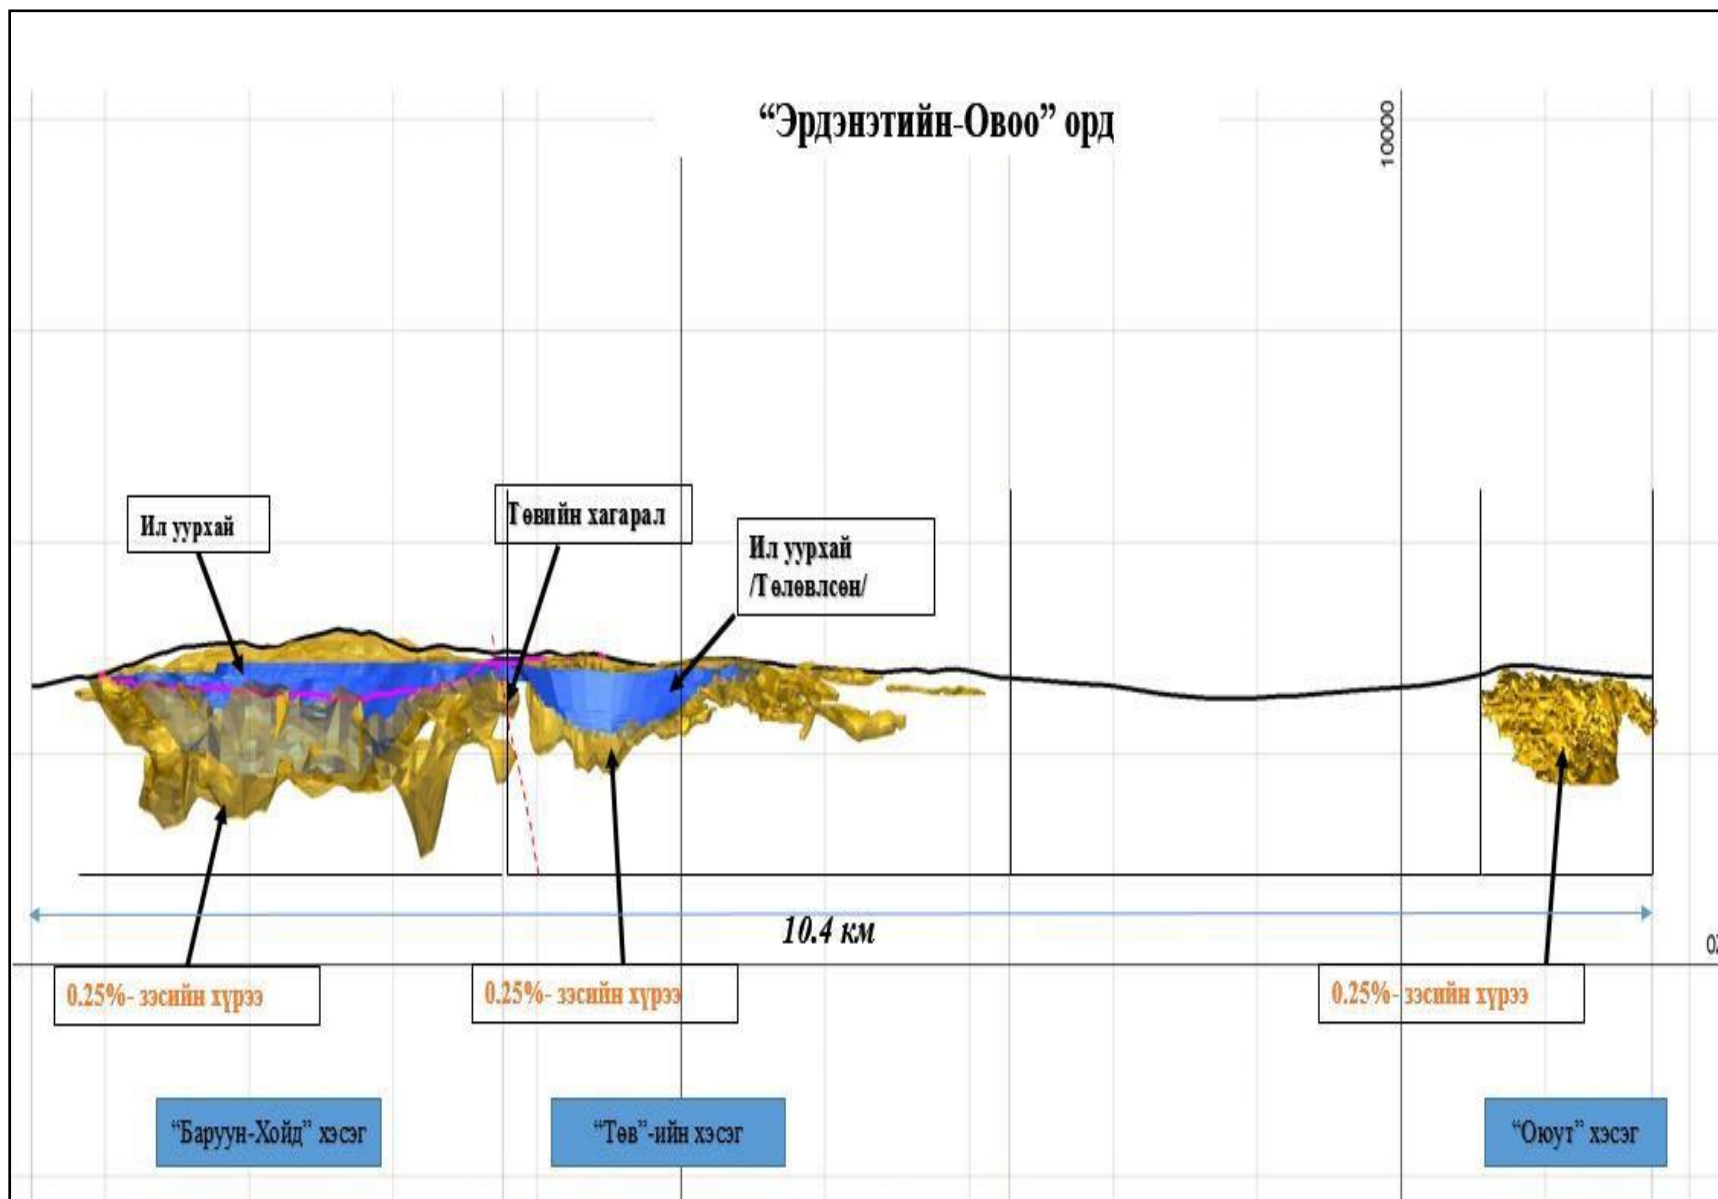 “Эрдэнэтийн-Овоо” орд
10000
Ил уурхай
Төвийн хагарал
Ил уурхай
/Төлөвлсөн/
10.4 км
0.25%- зэсийн хүрээ
0.25%- зэсийн хүрээ
0.25%- зэсийн хүрээ
“Баруун-Хойд” хэсэг
“Төв”-ийн хэсэг
“Оюут” хэсэг